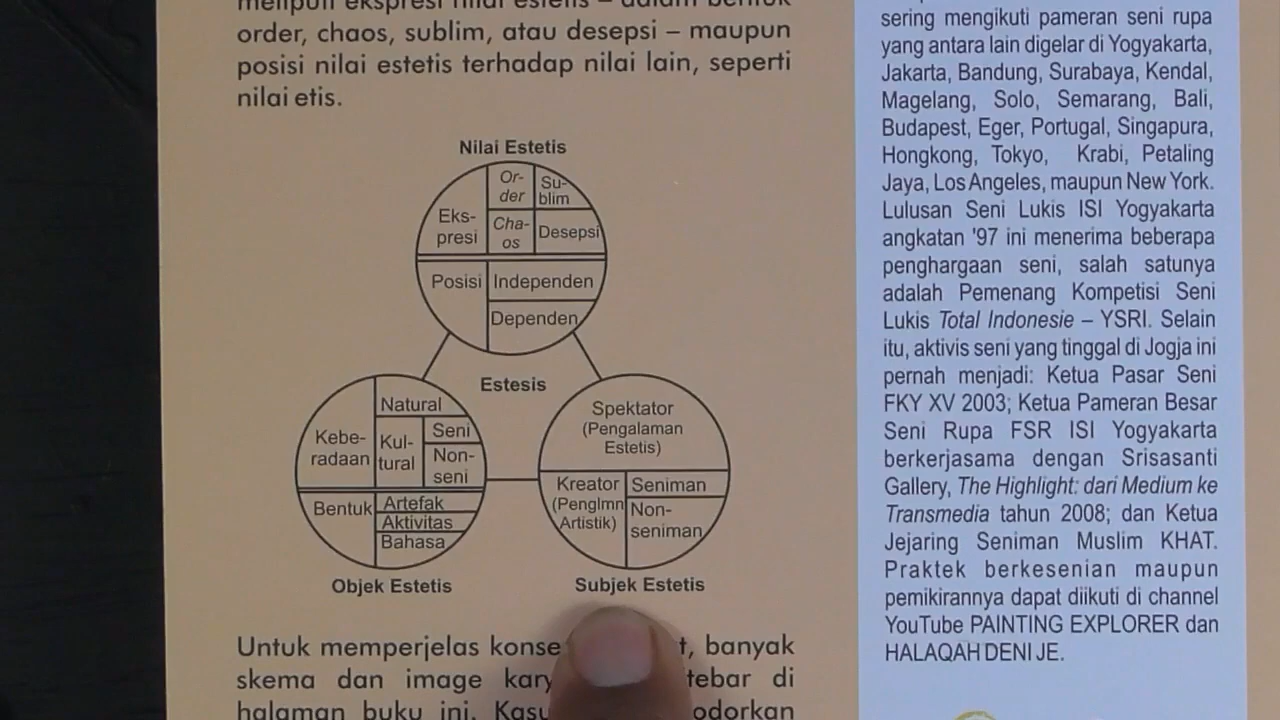 meliputi ekspresi nilai estetis – dalam bentuk
order, chaos, sublim, atau desepsi – maupun
posisi nilai estetis terhadap nilai lain, seperti
nilai etis.
Nilai Estetis
Eks-
presi
Or-
der
Su-
blim
Cha-
os
Desepsi
Posisi
Independen
Dependen
Estesis
Kebe-
radaan
Natural
Kul-
tural
Seni
Non-
seni
Bentuk
Artefak
Aktivitas
Bahasa
Objek Estetis
Spektator
(Pengalaman
Estetis)
Kreator
(Penglmn
Artistik)
Seniman
Non-
seniman
Subjek Estetis
Untuk memperjelas banyak
skema dan image di
halaman buku ini.
sering mengikuti pameran seni rupa
yang antara lain digelar di Yogyakarta,
Jakarta, Bandung, Surabaya, Kendal,
Magelang, Solo, Semarang, Bali,
Budapest, Eger, Portugal, Singapura,
Hongkong, Tokyo, Krabi, Petaling
Jaya, Los Angeles, maupun New York.
Lulusan Seni Lukis ISI Yogyakarta
angkatan '97 ini menerima beberapa
penghargaan seni, salah satunya
adalah Pemenang Kompetisi Seni
Lukis Total Indonesie – YSRI. Selain
itu, aktivis seni yang tinggal di Jogja ini
pernah menjadi: Ketua Pasar Seni
FKY XV 2003; Ketua Pameran Besar
Seni Rupa FSR ISI Yogyakarta
berkerjasama dengan Srisasanti
Gallery, The Highlight: dari Medium ke
Transmedia tahun 2008; dan Ketua
Jejaring Seniman Muslim KHAT.
Praktek berkesenian maupun
pemikirannya dapat diikuti di channel
YouTube PAINTING EXPLORER dan
HALAQAH DENI JE.